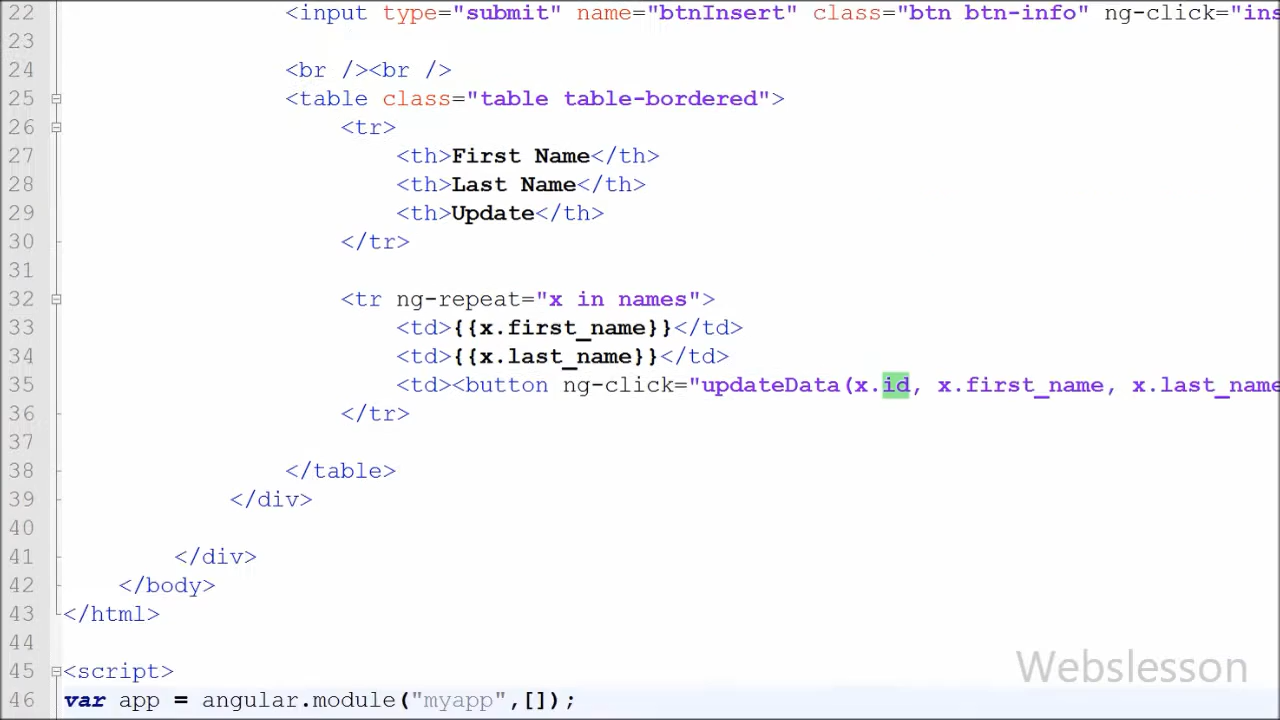 22 <input type="submit" name="btnInsert" class="btn btn-info" ng-click="ins
23
24 <br /><br />
25 <table class="table table-bordered">
26 <tr>
27 <th>First Name</th>
28 <th>Last Name</th>
29 <th>Update</th>
30 </tr>
31
32 <tr ng-repeat="x in names">
33 <td>{{x.first_name}}</td>
34 <td>{{x.last_name}}</td>
35 <td><button ng-click="updateData(x.id, x.first_name, x.last_name
36 </tr>
37
38 </table>
39 </div>
40
41 </div>
42 </body>
43 </html>
44
45 <script>
46 var app = angular.module("myapp",[]);
Webslesson